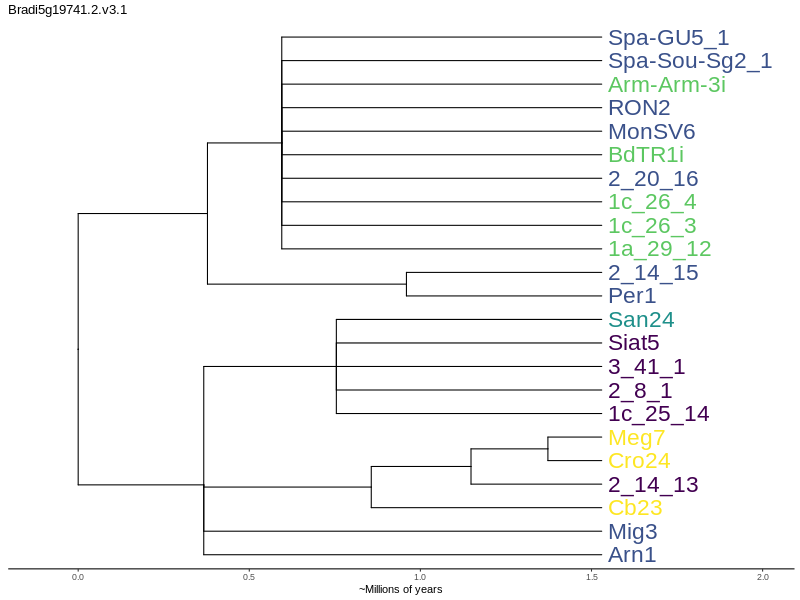 Bradi5g19741.2.v3.1
Spa-GU5_1
Spa-Sou-Sg2_1
Arm-Arm-3i
RON2
MonSV6
BdTR1i
2_20_16
1c_26_4
1c_26_3
1a_29_12
2_14_15
Per1
San24
Siat5
3_41_1
2_8_1
1c_25_14
Meg7
Cro24
2_14_13
Cb23
Mig3
Arn1
0.0 0.5 1.0 1.5 2.0
~Millions of years